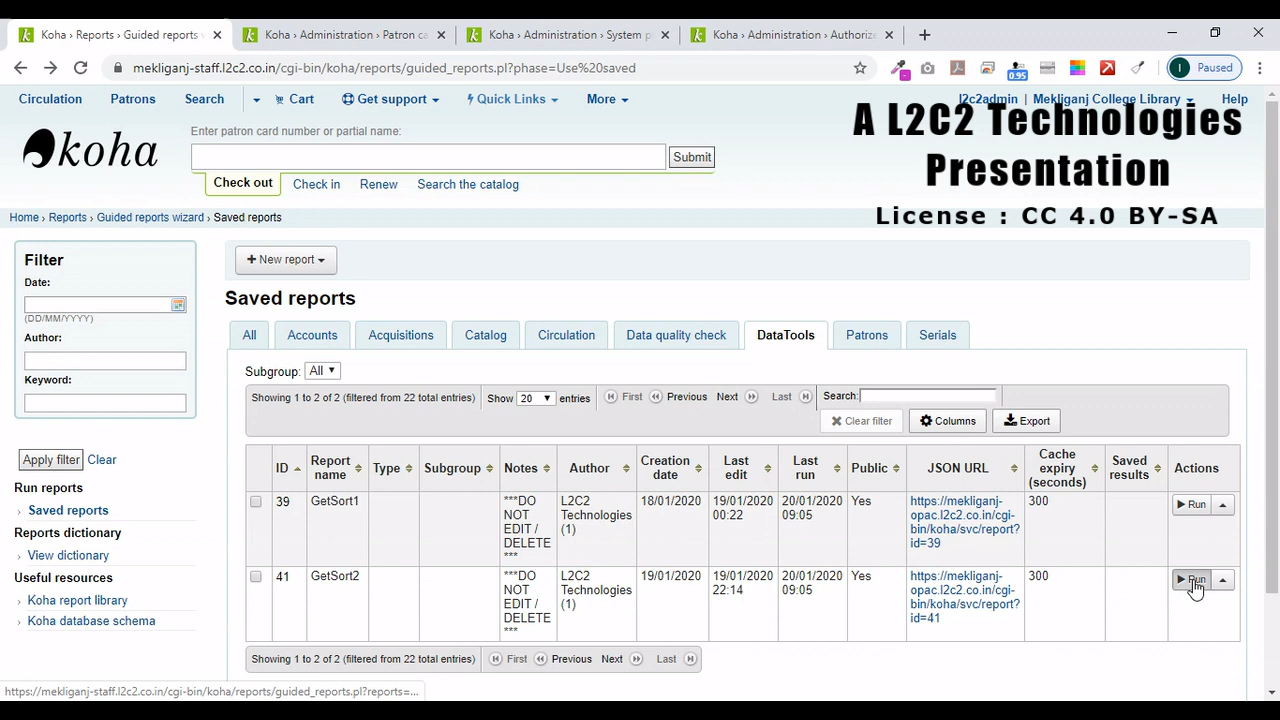 Koha › Reports › Guided reports
Koha › Administration › Patron ca
Koha › Administration › System p
Koha › Administration › Authoriz
mekliganj-staff.l2c2.co.in/cgi-bin/koha/reports/guided_reports.pl?phase=Use%20saved
0.95
I
Paused
Circulation
Patrons
Search
Cart
Get support
Quick Links
More
l2c2admin | Mekliganj College Library
Help
A L2C2 Technologies
Presentation
License : CC 4.0 BY-SA
koha
Enter patron card number or partial name:
Submit
Check out
Check in
Renew
Search the catalog
Home › Reports › Guided reports wizard › Saved reports
Filter
Date:
(DD/MM/YYYY)
Author:
Keyword:
Apply filter
Clear
Run reports
› Saved reports
Reports dictionary
› View dictionary
Useful resources
› Koha report library
› Koha database schema
+ New report
Saved reports
All
Accounts
Acquisitions
Catalog
Circulation
Data quality check
DataTools
Patrons
Serials
Subgroup: All
Showing 1 to 2 of 2 (filtered from 22 total entries)
Show 20 entries
First
Previous
Next
Last
Search:
Clear filter
Columns
Export
ID
Report name
Type
Subgroup
Notes
Author
Creation date
Last edit
Last run
Public
JSON URL
Cache expiry (seconds)
Saved results
Actions
39
GetSort1
***DO NOT EDIT / DELETE ***
L2C2 Technologies (1)
18/01/2020
19/01/2020 00:22
20/01/2020 09:05
Yes
https://mekliganj-opac.l2c2.co.in/cgi-bin/koha/svc/report?id=39
300
Run
41
GetSort2
***DO NOT EDIT / DELETE ***
L2C2 Technologies (1)
19/01/2020
19/01/2020 22:14
20/01/2020 09:05
Yes
https://mekliganj-opac.l2c2.co.in/cgi-bin/koha/svc/report?id=41
300
Run
Showing 1 to 2 of 2 (filtered from 22 total entries)
First
Previous
Next
Last
https://mekliganj-staff.l2c2.co.in/cgi-bin/koha/reports/guided_reports.pl?reports=...